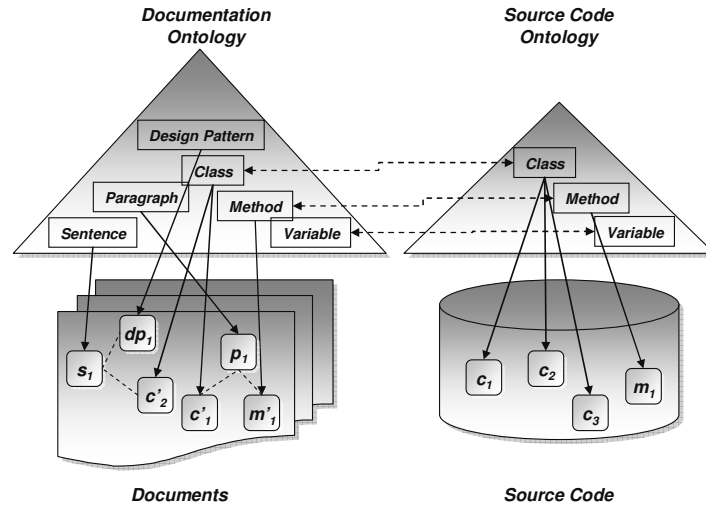 Documentation
Ontology
Source Code
Ontology
Design Pattern
Class
Paragraph
Method
Sentence
Variable
Class
Method
Variable
dp1
s1
p1
c'2
c'1
m'1
c1
c2
c3
m1
Documents
Source Code